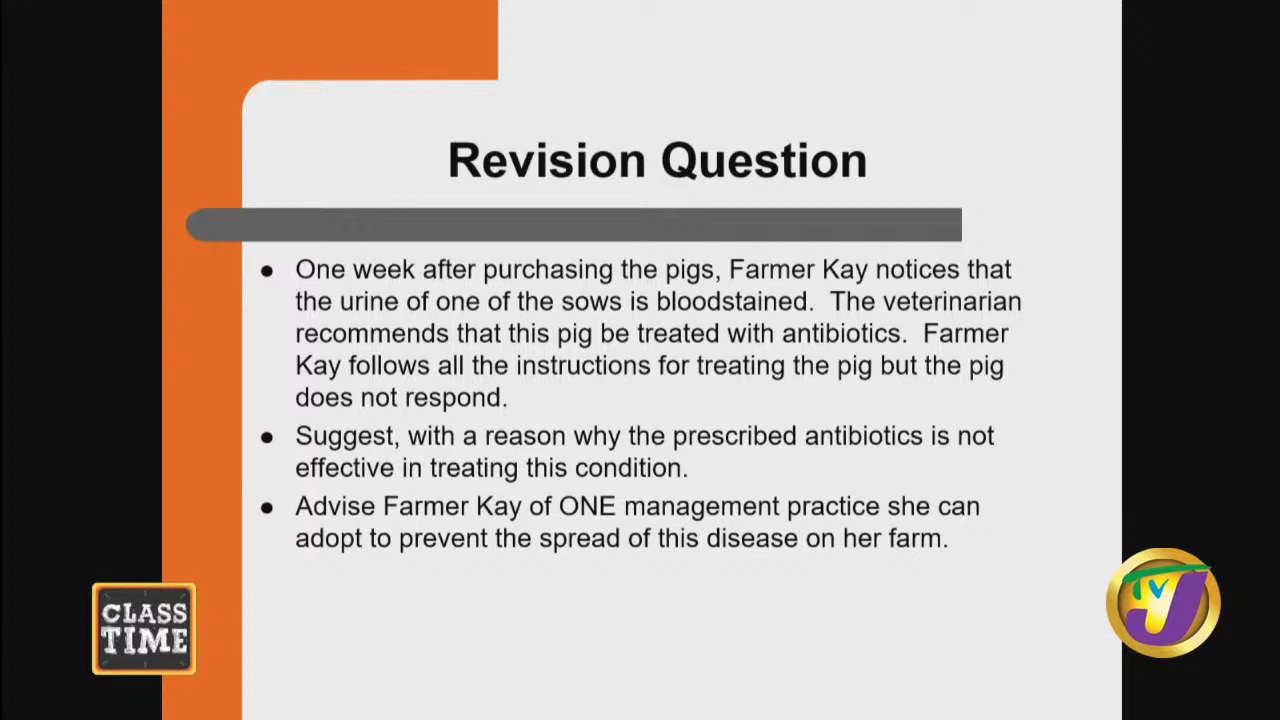 Revision Question
● One week after purchasing the pigs, Farmer Kay notices that
the urine of one of the sows is bloodstained.  The veterinarian
recommends that this pig be treated with antibiotics.  Farmer
Kay follows all the instructions for treating the pig but the pig
does not respond.
● Suggest, with a reason why the prescribed antibiotics is not
effective in treating this condition.
● Advise Farmer Kay of ONE management practice she can
adopt to prevent the spread of this disease on her farm.
CLASS
TIME
TVJ